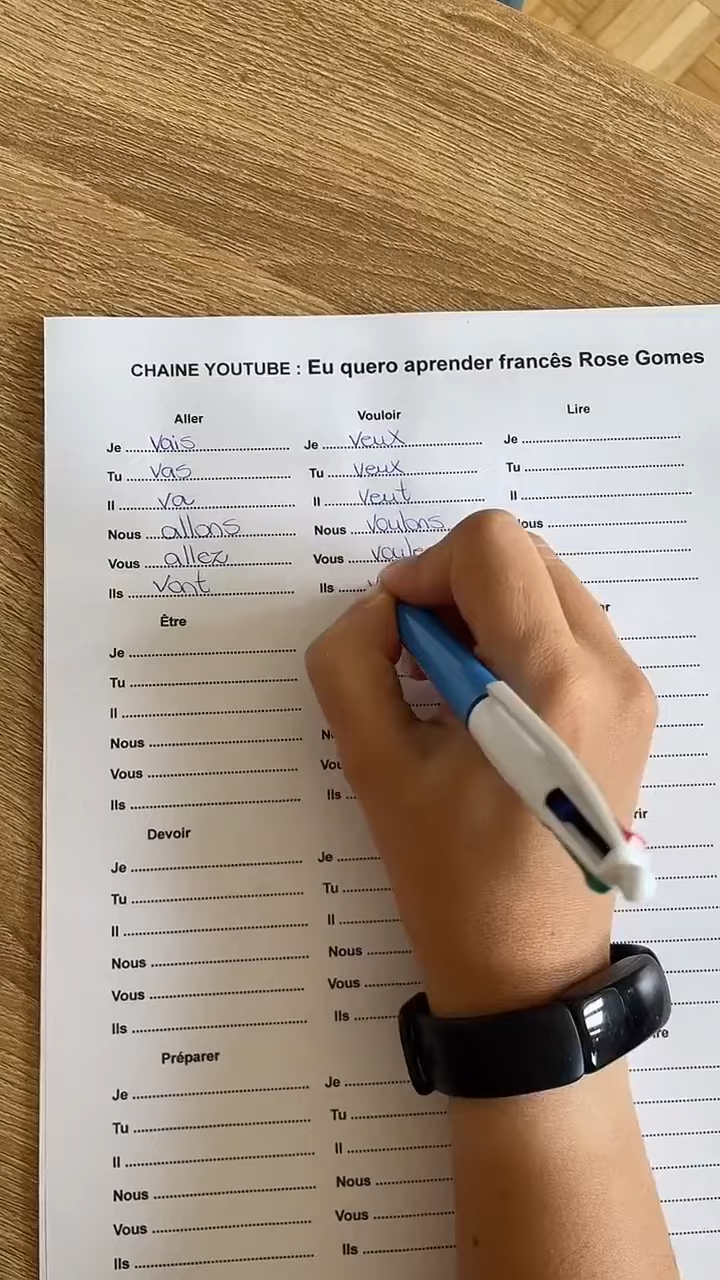 CHAINE YOUTUBE : Eu quero aprender francês Rose Gomes
Aller
Je vais
Tu vas
Il va
Nous allons
Vous allez
Ils vont
Vouloir
Je veux
Tu veux
Il veut
Nous voulons
Vous
Ils
Lire
Je
Tu
Il
Être
Je
Tu
Il
Nous
Vous
Ils
Devoir
Je
Tu
Il
Nous
Vous
Ils
Je
Tu
Il
Nous
Vous
Ils
Préparer
Je
Tu
Il
Nous
Vous
Ils
Je
Tu
Il
Nous
Vous
Ils